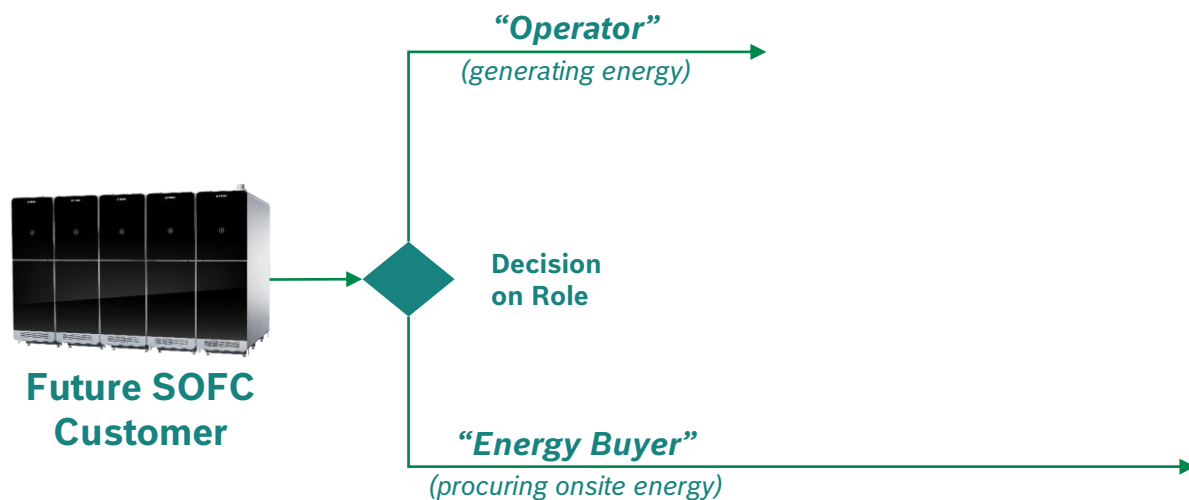 “Operator”
(generating energy)
Decision
on Role
Future SOFC
Customer
“Energy Buyer”
(procuring onsite energy)